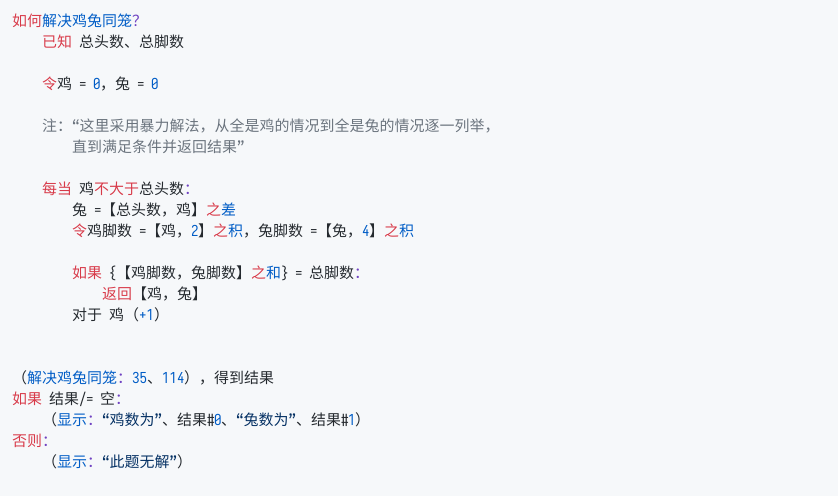 如何解决鸡兔同笼？
已知 总头数、总脚数
令鸡 = 0，兔 = 0
注：“这里采用暴力解法，从全是鸡的情况到全是兔的情况逐一列举，
直到满足条件并返回结果”
每当 鸡不大于总头数：
兔 =【总头数，鸡】之差
令鸡脚数 =【鸡，2】之积，兔脚数 =【兔，4】之积
如果 {【鸡脚数，兔脚数】之和} = 总脚数：
返回【鸡，兔】
对于 鸡（+1）
（解决鸡兔同笼：35、114），得到结果
如果 结果/= 空：
（显示：“鸡数为”、结果#0、“兔数为”、结果#1）
否则：
（显示：“此题无解”）